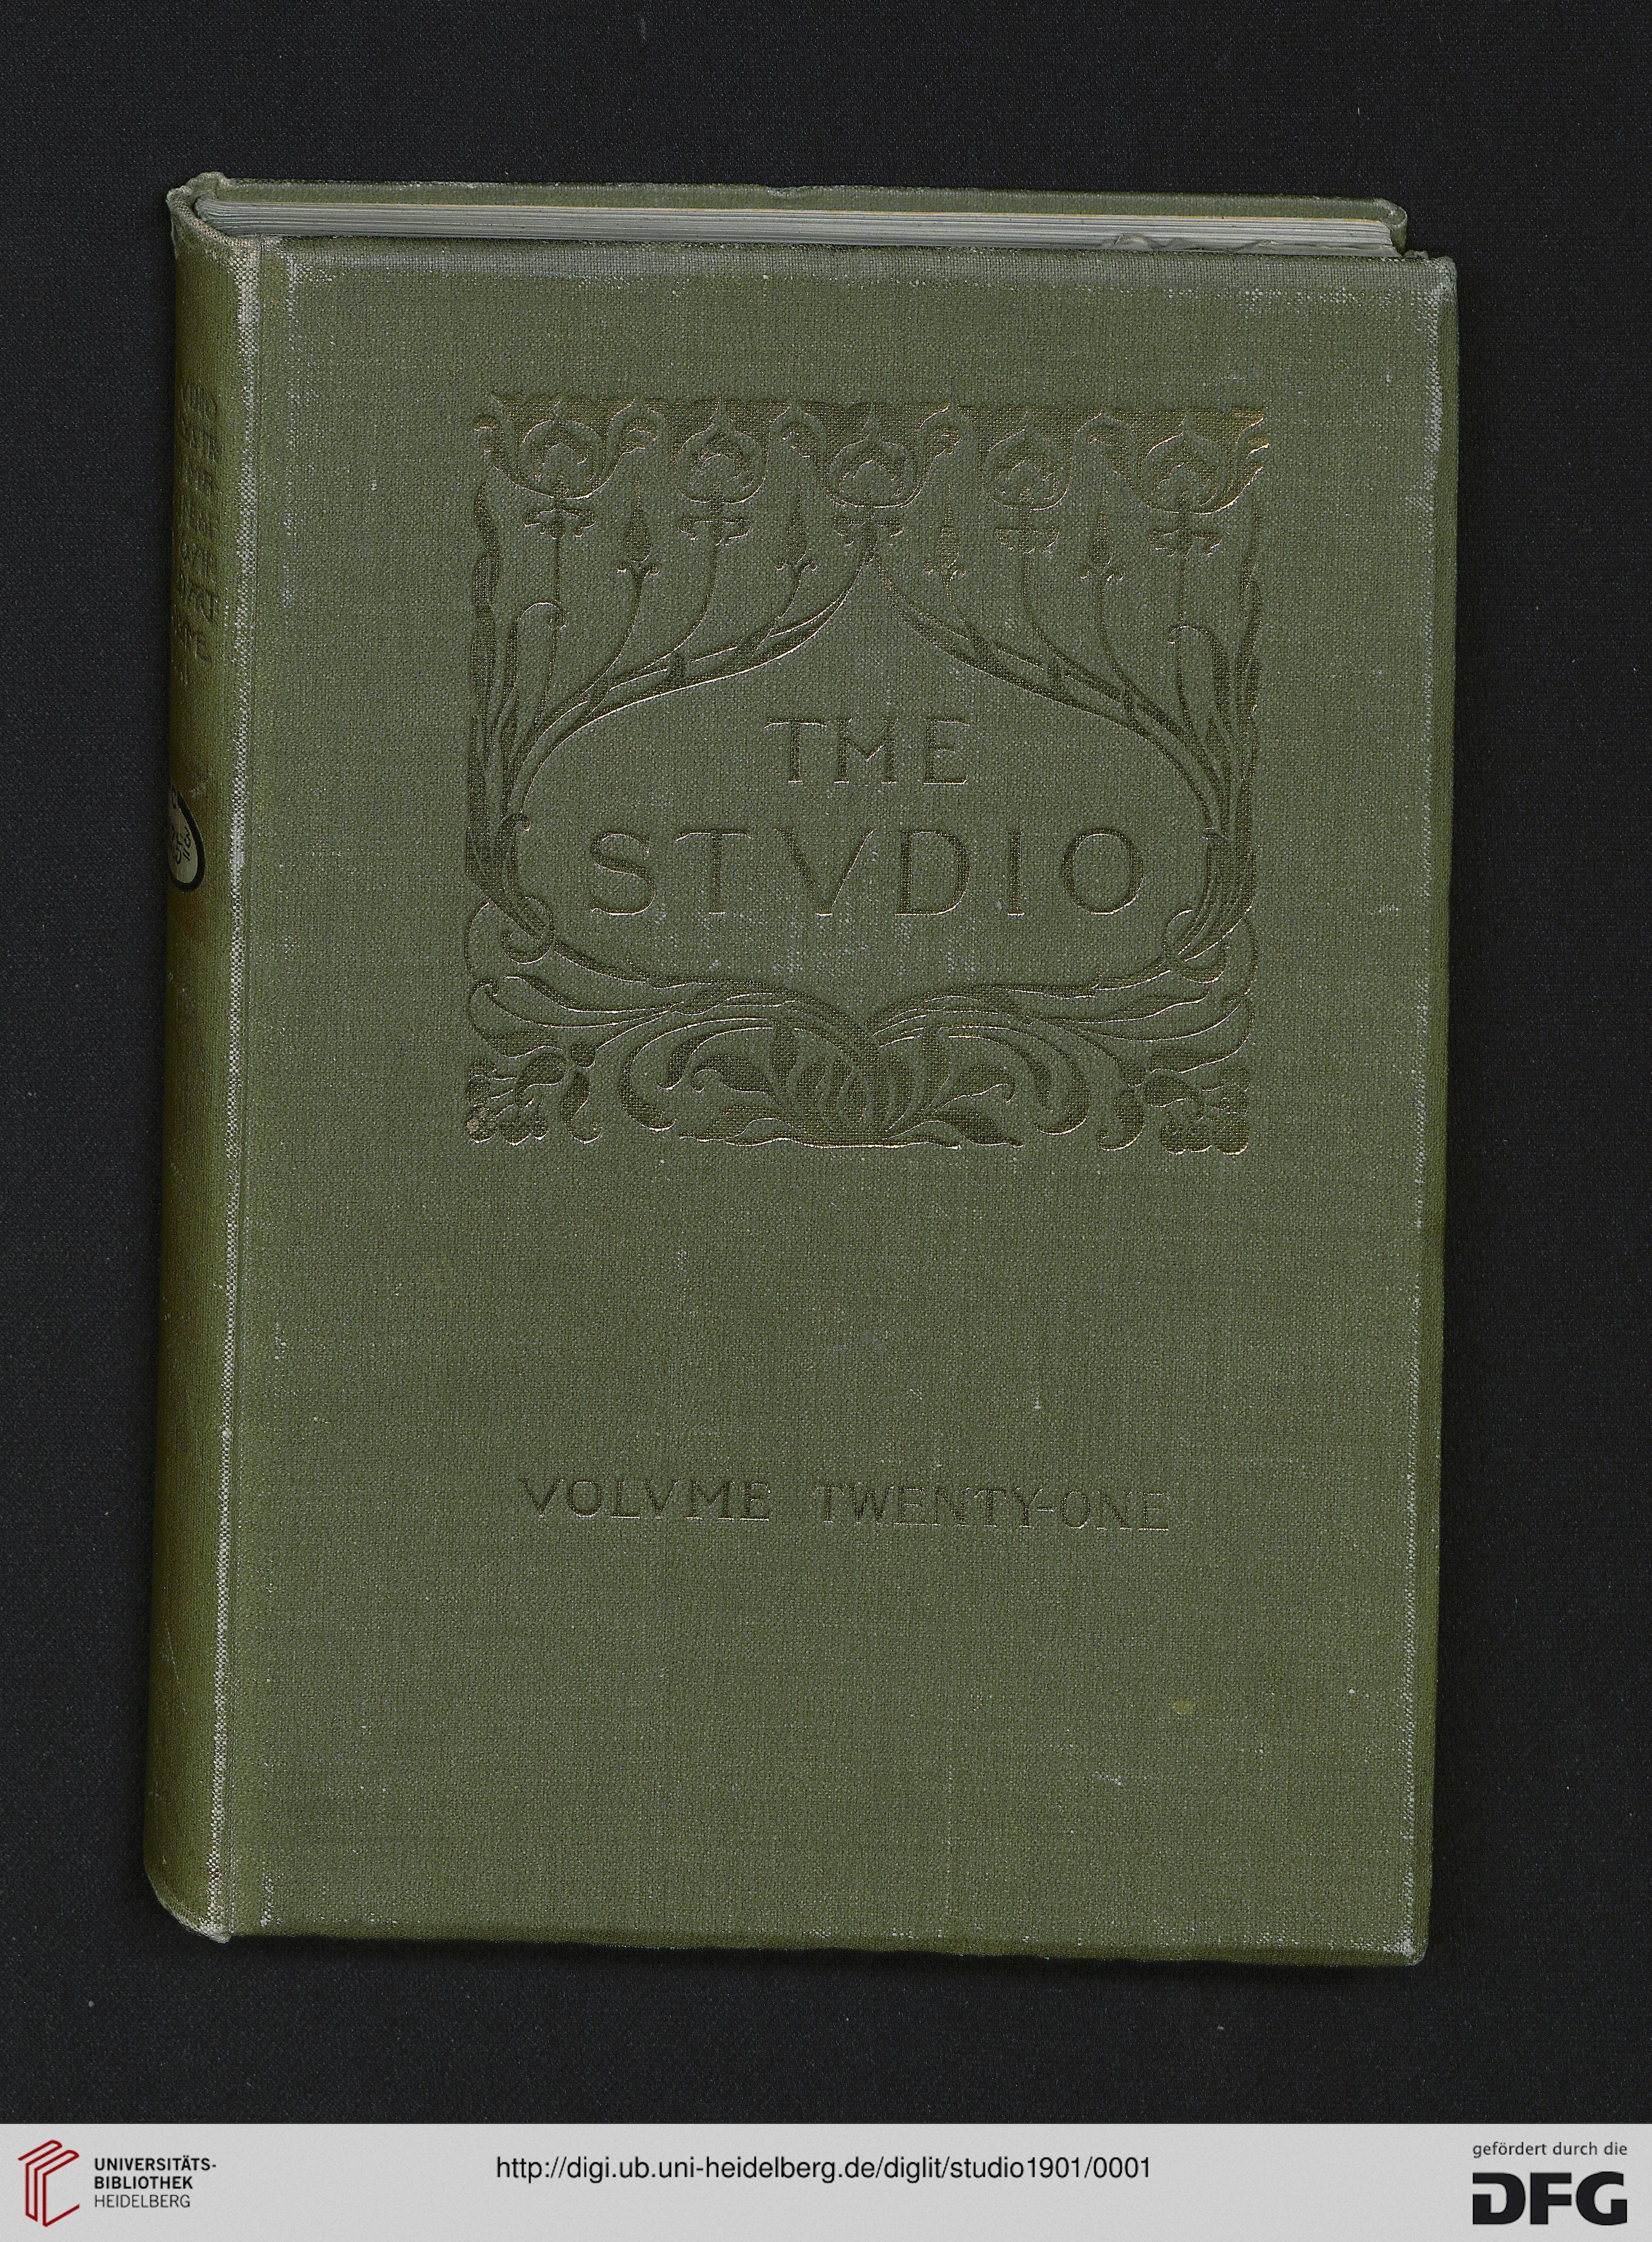 THE
STVDIO
VOLVME TWENTY-ONE
UNIVERSITÄTS-
BIBLIOTHEK
HEIDELBERG
http://digi.ub.uni-heidelberg.de/diglit/studio1901/0001
gefördert durch die
DFG